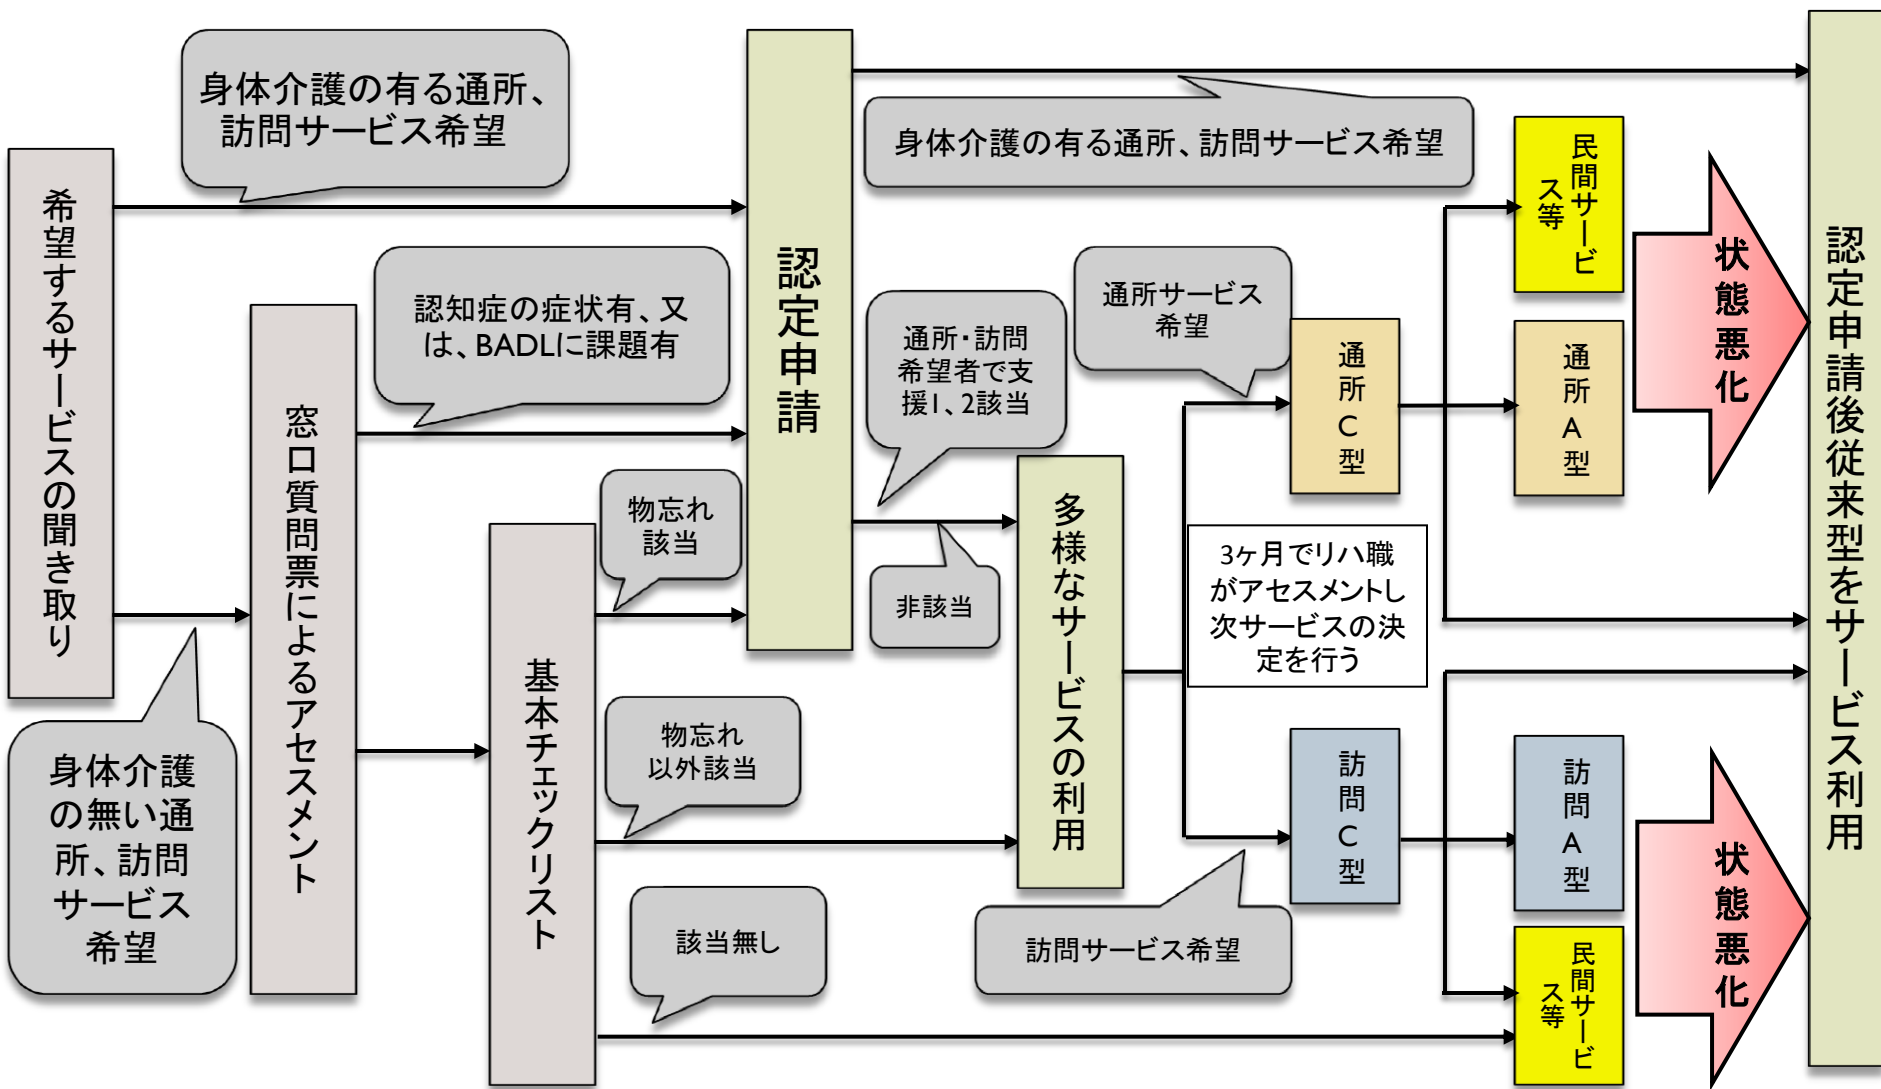 希望するサービスの聞き取り
身体介護の有る通所、
訪問サービス希望
身体介護
の無い通
所、訪問
サービス
希望
窓口質問票によるアセスメント
認知症の症状有、又
は、BADLに課題有
基本チェックリスト
物忘れ
該当
物忘れ
以外該当
該当無し
認定申請
身体介護の有る通所、訪問サービス希望
通所・訪問
希望者で支
援1、2該当
非該当
多様なサービスの利用
通所サービス
希望
訪問サービス希望
通所C型
3ヶ月でリハ職
がアセスメントし
次サービスの決
定を行う
訪問C型
民間サービ
ス等
通所A型
訪問A型
民間サービ
ス等
状態悪化
状態悪化
認定申請後従来型をサービス利用